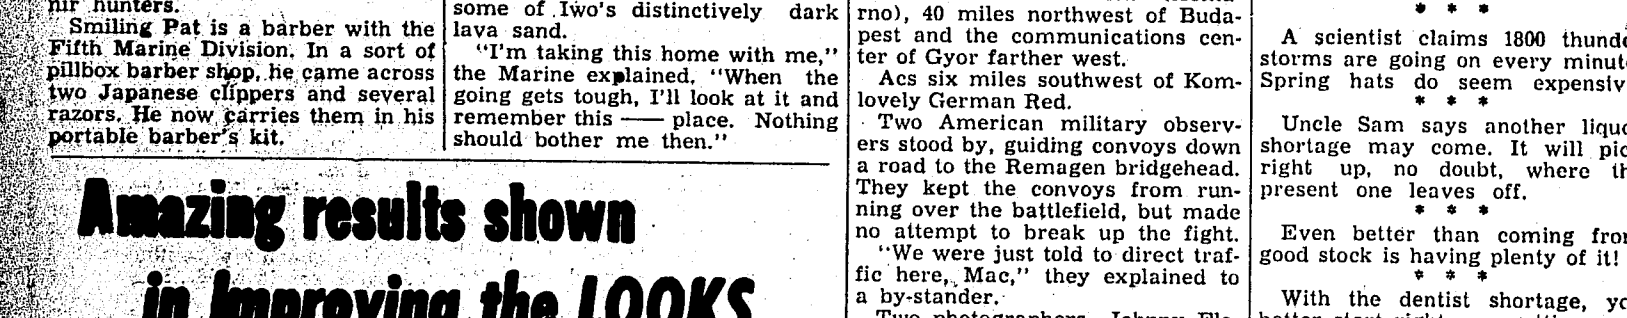 nir hunters.
Smiling Pat is a barber with the
Fifth Marine Division. In a sort of
pillbox barber shop, he came across
two Japanese clippers and several
razors. He now carries them in his
portable barber's kit.
some of Iwo's distinctively dark
lava sand.
"I'm taking this home with me,"
the Marine explained. "When the
going gets tough, I'll look at it and
remember this — place. Nothing
should bother me then."
Amazing results shown
in Improving the LOOKS
rno), 40 miles northwest of Buda-
pest and the communications cen-
ter of Gyor farther west.
Acs six miles southwest of Kom-
lovely German Red.
Two American military observ-
ers stood by, guiding convoys down
a road to the Remagen bridgehead.
They kept the convoys from run-
ning over the battlefield, but made
no attempt to break up the fight.
"We were just told to direct traf-
fic here, Mac," they explained to
a by-stander.
Two photographers, Johnny
* * *
A scientist claims 1800
storms are going on every
Spring hats do seem
* * *
Uncle Sam says another
shortage may come. It will
right up, no doubt, where
present one leaves off.
* * *
Even better than coming
good stock is having plenty of it!
* * *
With the dentist shortage,